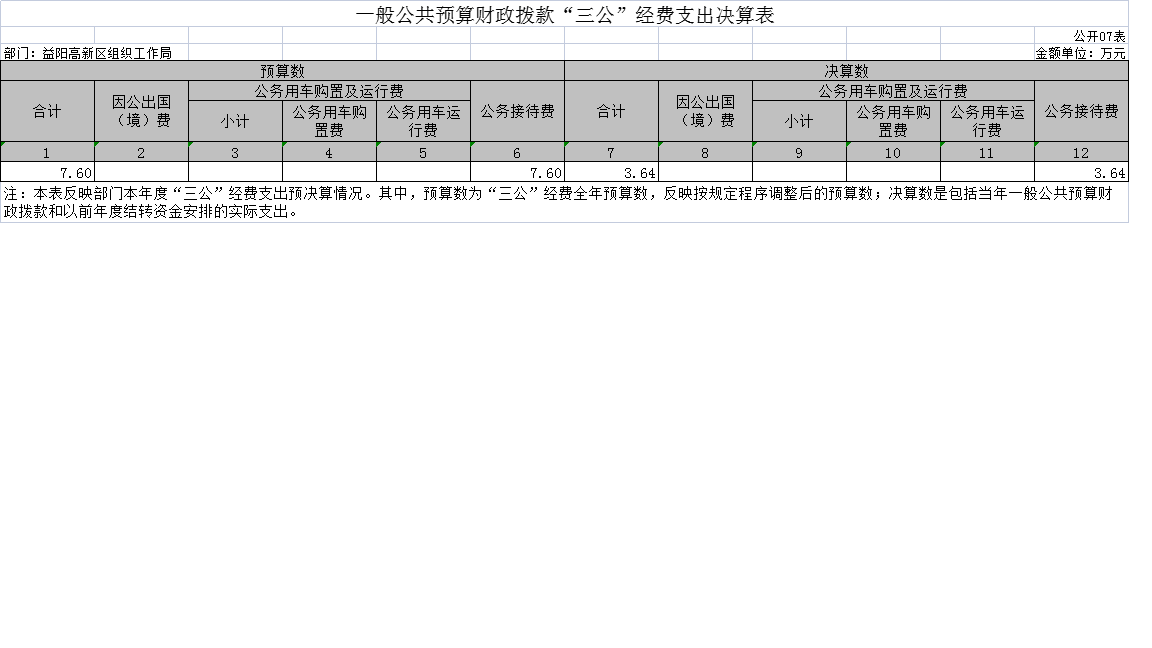 一般公共预算财政拨款“三公”经费支出决算表
公开07表
部门：益阳高新区组织工作局 金额单位：万元
预算数 决算数
合计 因公出国（境）费 公务用车购置及运行费 公务接待费 合计 因公出国（境）费 公务用车购置及运行费 公务接待费
小计 公务用车购置费 公务用车运行费 小计 公务用车购置费 公务用车运行费
1 2 3 4 5 6 7 8 9 10 11 12
7.60 7.60 3.64 3.64
注：本表反映部门本年度“三公”经费支出预决算情况。其中，预算数为“三公”经费全年预算数，反映按规定程序调整后的预算数；决算数是包括当年一般公共预算财
政拨款和以前年度结转资金安排的实际支出。